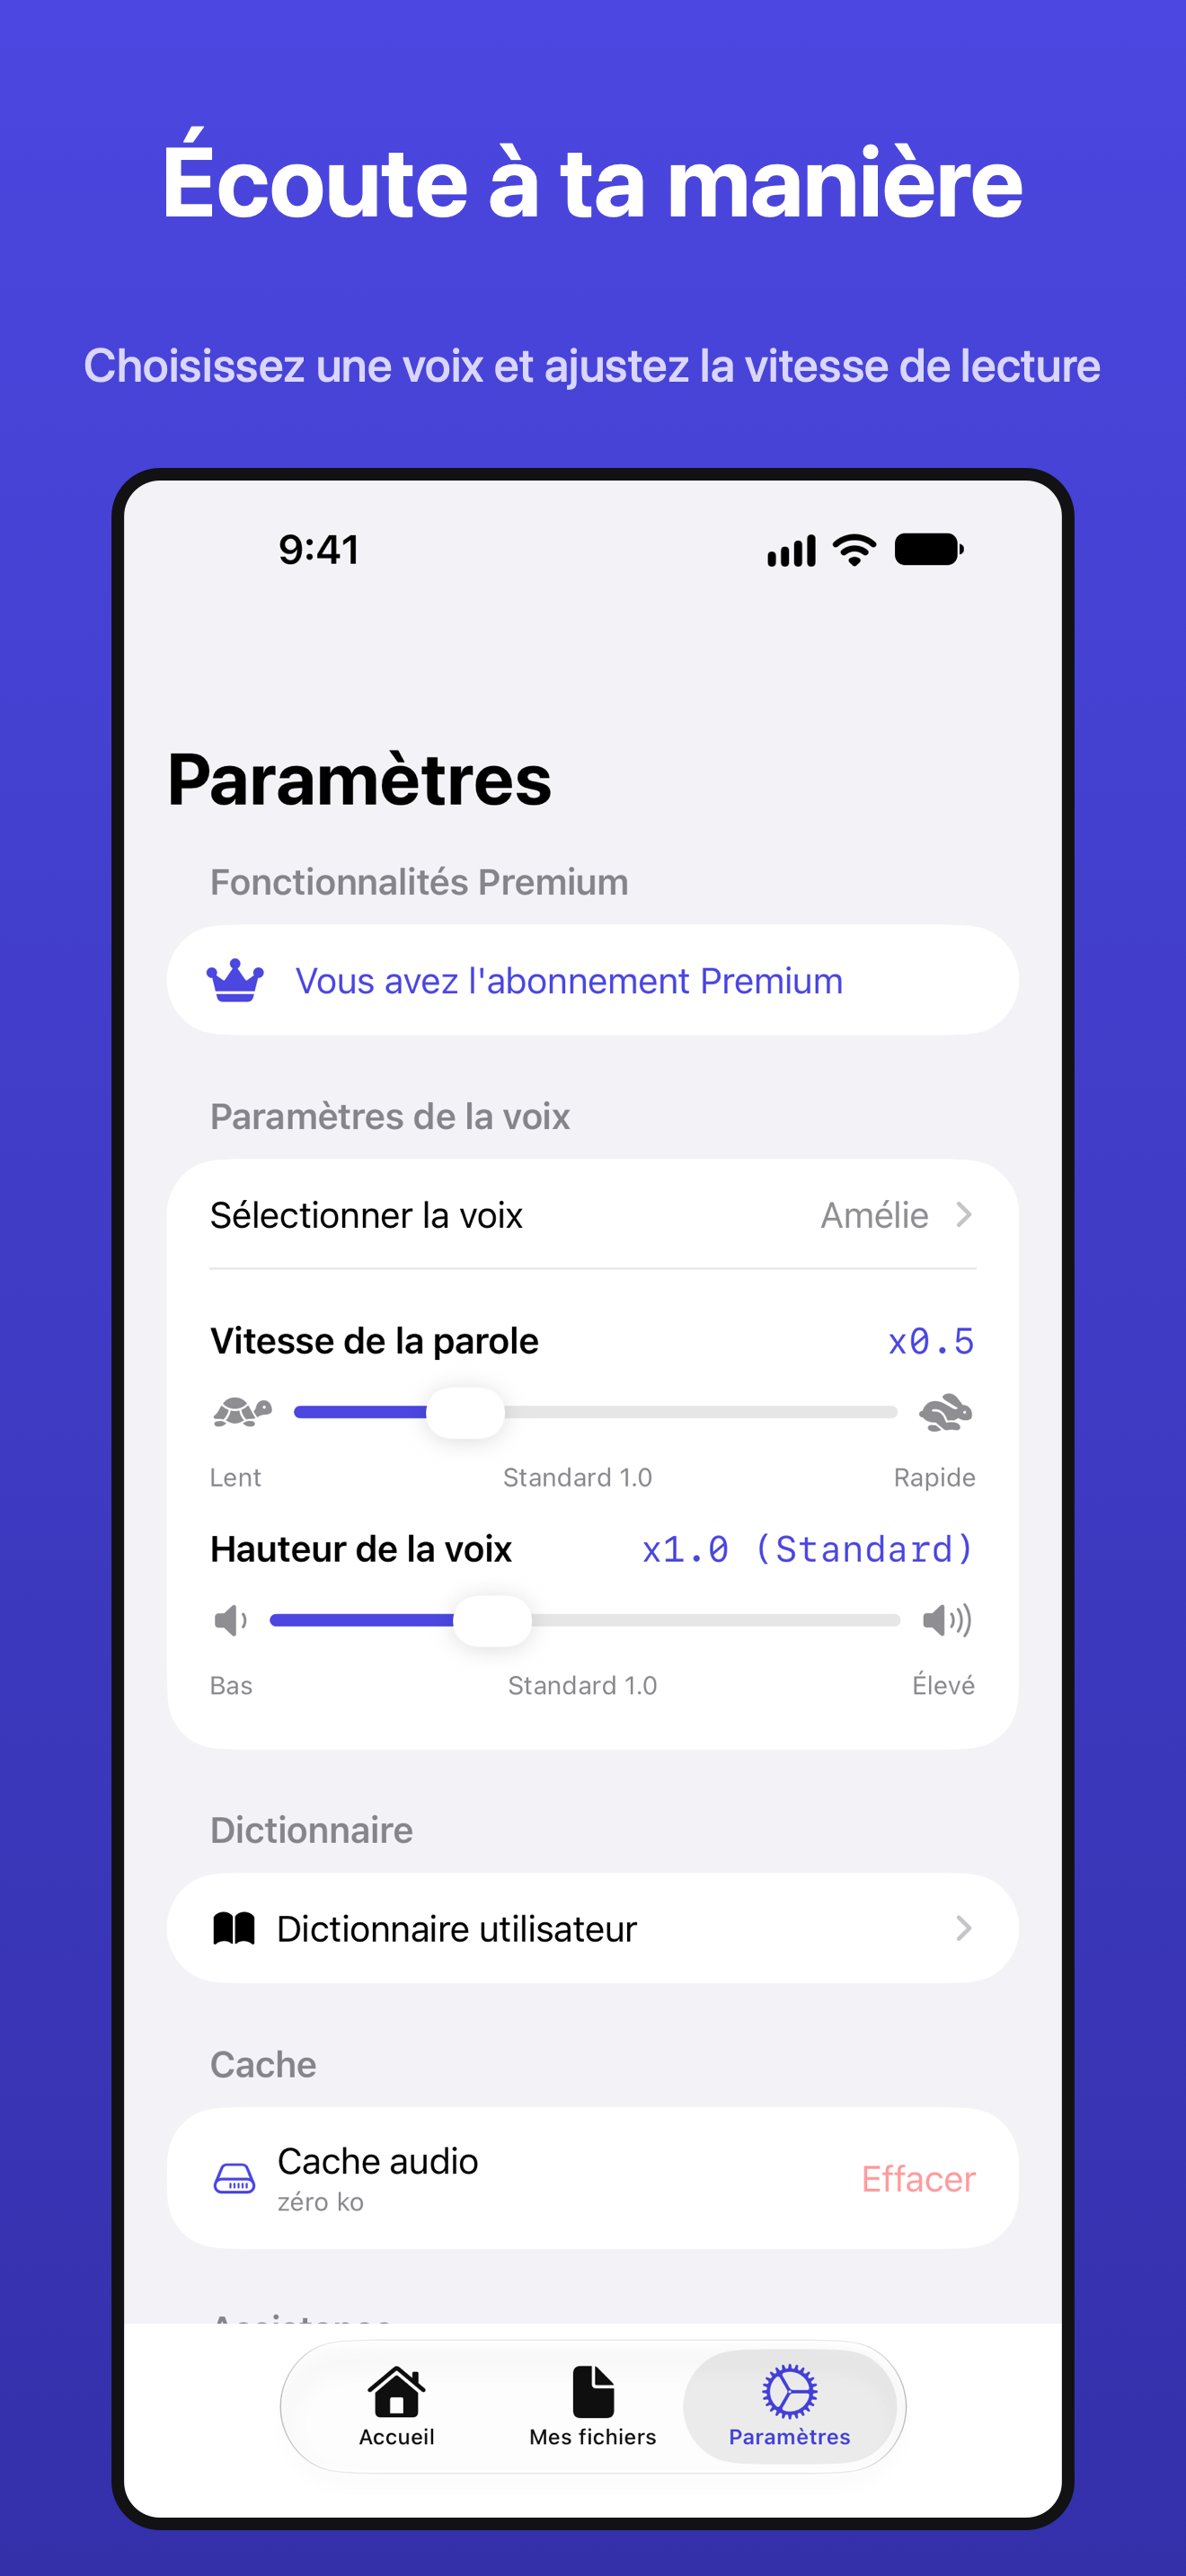 Écoute à ta manière
Choisissez une voix et ajustez la vitesse de lecture
9:41
Paramètres
Fonctionnalités Premium
Vous avez l'abonnement Premium
Paramètres de la voix
Sélectionner la voix Amélie
Vitesse de la parole x0.5
Lent Standard 1.0 Rapide
Hauteur de la voix x1.0 (Standard)
Bas Standard 1.0 Élevé
Dictionnaire
Dictionnaire utilisateur
Cache
Cache audio
zéro ko
Effacer
Accueil Mes fichiers Paramètres